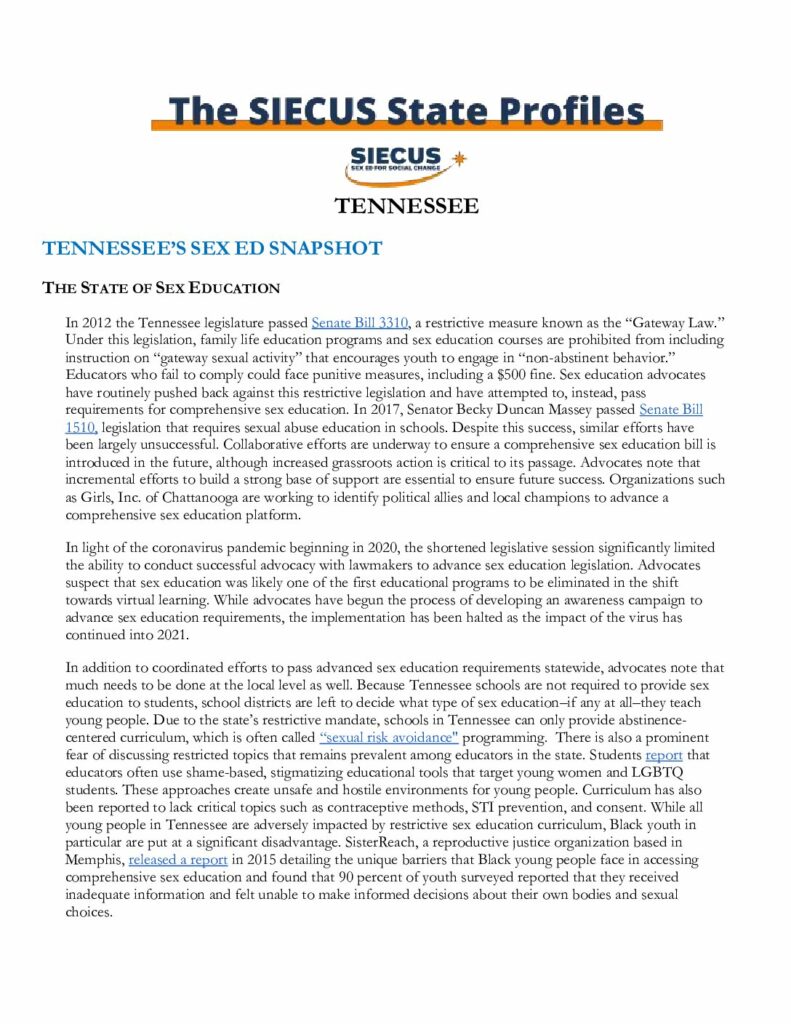 The SIECUS State Profiles
SIECUS
SEX ED FOR SOCIAL CHANGE
TENNESSEE
TENNESSEE'S SEX ED SNAPSHOT
THE STATE OF SEX EDUCATION
In 2012 the Tennessee legislature passed Senate Bill 3310, a restrictive measure known as the “Gateway Law.”
Under this legislation, family life education programs and sex education courses are prohibited from including
instruction on “gateway sexual activity” that encourages youth to engage in “non-abstinent behavior.”
Educators who fail to comply could face punitive measures, including a $500 fine. Sex education advocates
have routinely pushed back against this restrictive legislation and have attempted to, instead, pass
requirements for comprehensive sex education. In 2017, Senator Becky Duncan Massey passed Senate Bill
1510, legislation that requires sexual abuse education in schools. Despite this success, similar efforts have
been largely unsuccessful. Collaborative efforts are underway to ensure a comprehensive sex education bill is
introduced in the future, although increased grassroots action is critical to its passage. Advocates note that
incremental efforts to build a strong base of support are essential to ensure future success. Organizations such
as Girls, Inc. of Chattanooga are working to identify political allies and local champions to advance a
comprehensive sex education platform.
In light of the coronavirus pandemic beginning in 2020, the shortened legislative session significantly limited
the ability to conduct successful advocacy with lawmakers to advance sex education legislation. Advocates
suspect that sex education was likely one of the first educational programs to be eliminated in the shift
towards virtual learning. While advocates have begun the process of developing an awareness campaign to
advance sex education requirements, the implementation has been halted as the impact of the virus has
continued into 2021.
In addition to coordinated efforts to pass advanced sex education requirements statewide, advocates note that
much needs to be done at the local level as well. Because Tennessee schools are not required to provide sex
education to students, school districts are left to decide what type of sex education–if any at all–they teach
young people. Due to the state’s restrictive mandate, schools in Tennessee can only provide abstinence-
centered curriculum, which is often called “sexual risk avoidance" programming.  There is also a prominent
fear of discussing restricted topics that remains prevalent among educators in the state. Students report that
educators often use shame-based, stigmatizing educational tools that target young women and LGBTQ
students. These approaches create unsafe and hostile environments for young people. Curriculum has also
been reported to lack critical topics such as contraceptive methods, STI prevention, and consent. While all
young people in Tennessee are adversely impacted by restrictive sex education curriculum, Black youth in
particular are put at a significant disadvantage. SisterReach, a reproductive justice organization based in
Memphis, released a report in 2015 detailing the unique barriers that Black young people face in accessing
comprehensive sex education and found that 90 percent of youth surveyed reported that they received
inadequate information and felt unable to make informed decisions about their own bodies and sexual
choices.